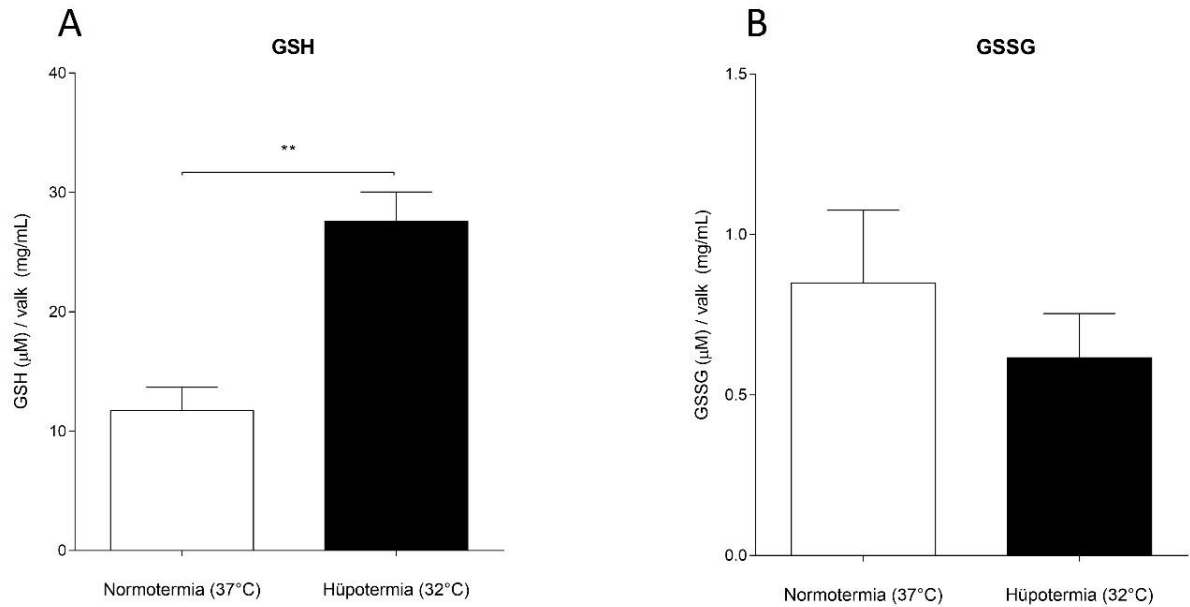 A
GSH
GSH (μM) / valk (mg/mL)
40
30
20
10
0
**
Normotermia (37°C)
Hüpotermia (32°C)
B
GSSG
GSSG (μM) / valk (mg/mL)
1.5
1.0
0.5
0.0
Normotermia (37°C)
Hüpotermia (32°C)